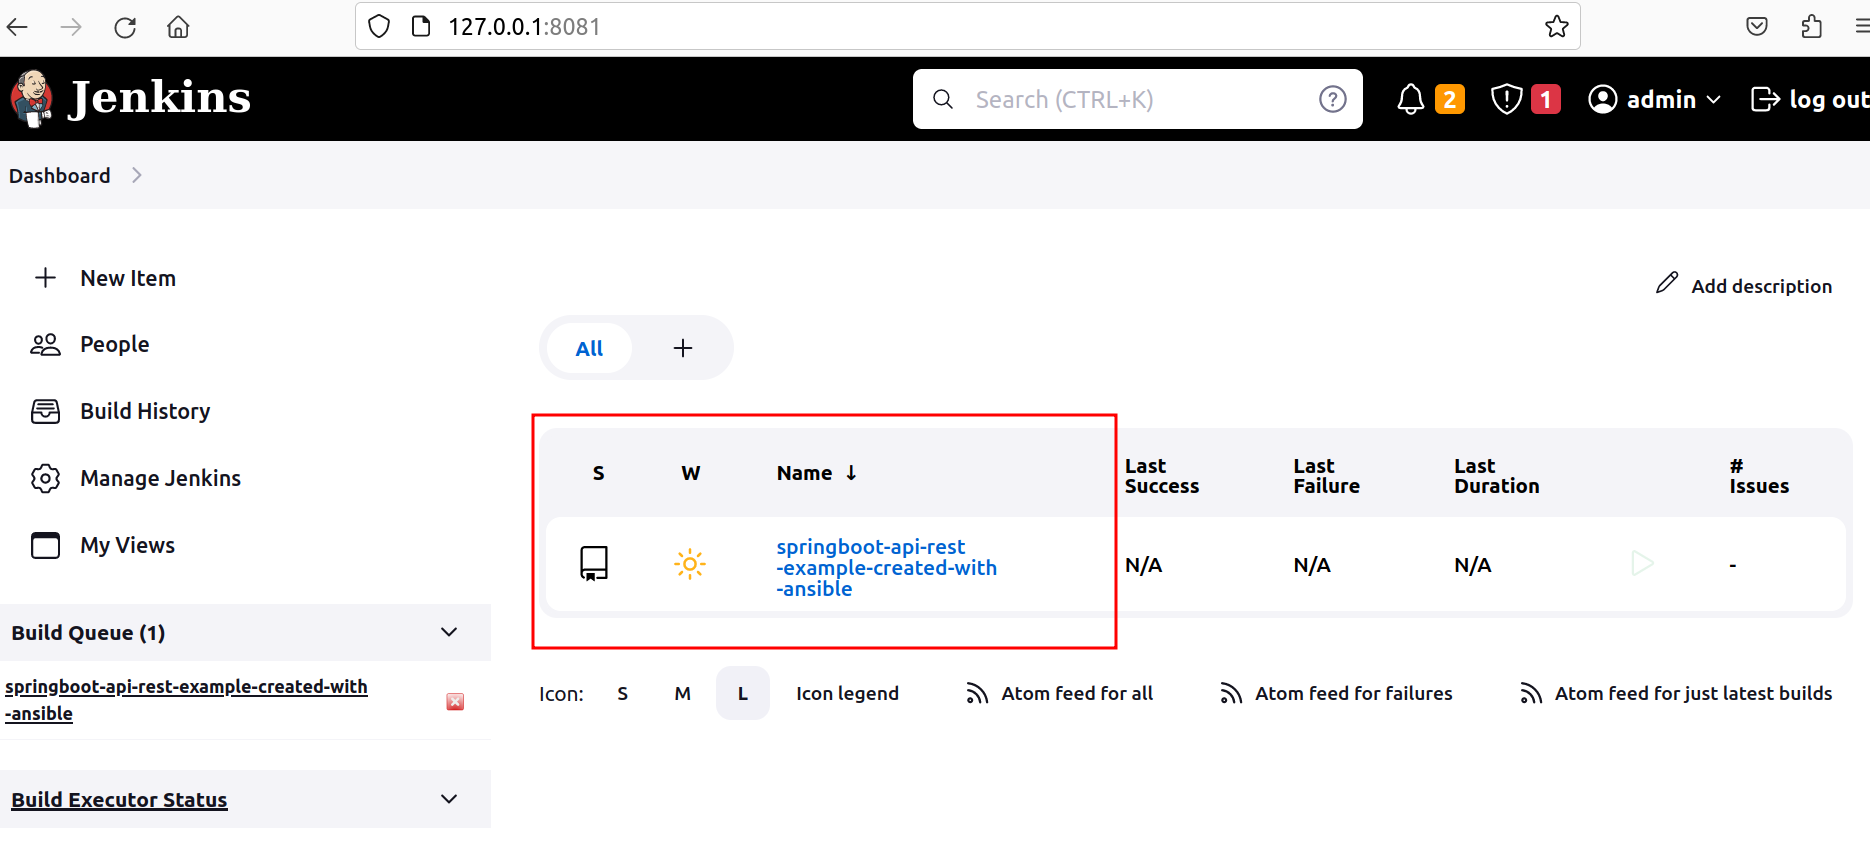 127.0.0.1:8081
Jenkins
Search (CTRL+K)
?
2
1
admin
log out
Dashboard
New Item
People
Build History
Manage Jenkins
My Views
Build Queue (1)
springboot-api-rest-example-created-with
-ansible
Build Executor Status
Add description
All
+
S W Name ↓ Last Success Last Failure Last Duration # Issues
springboot-api-rest
-example-created-with
-ansible
N/A N/A N/A -
Icon: S M L Icon legend Atom feed for all Atom feed for failures Atom feed for just latest builds